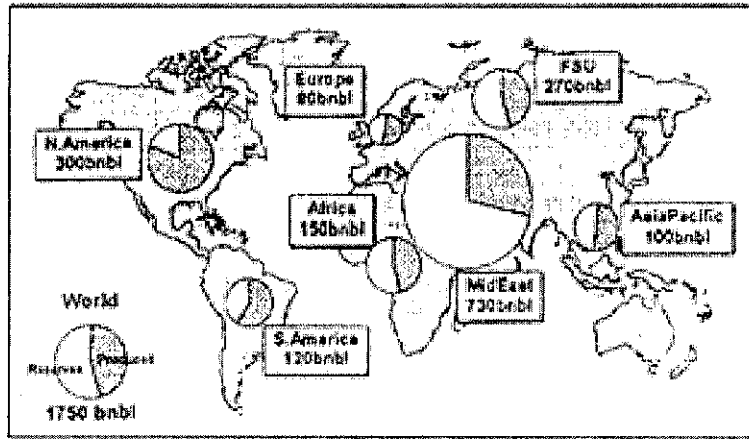 Europe
80bnbl
FSU
270bnbl
N.America
300bnbl
Africa
150bnbl
AsiaPacific
100bnbl
MidEast
730bnbl
S.America
120bnbl
World
Reserves
Produced
1750 bnbl